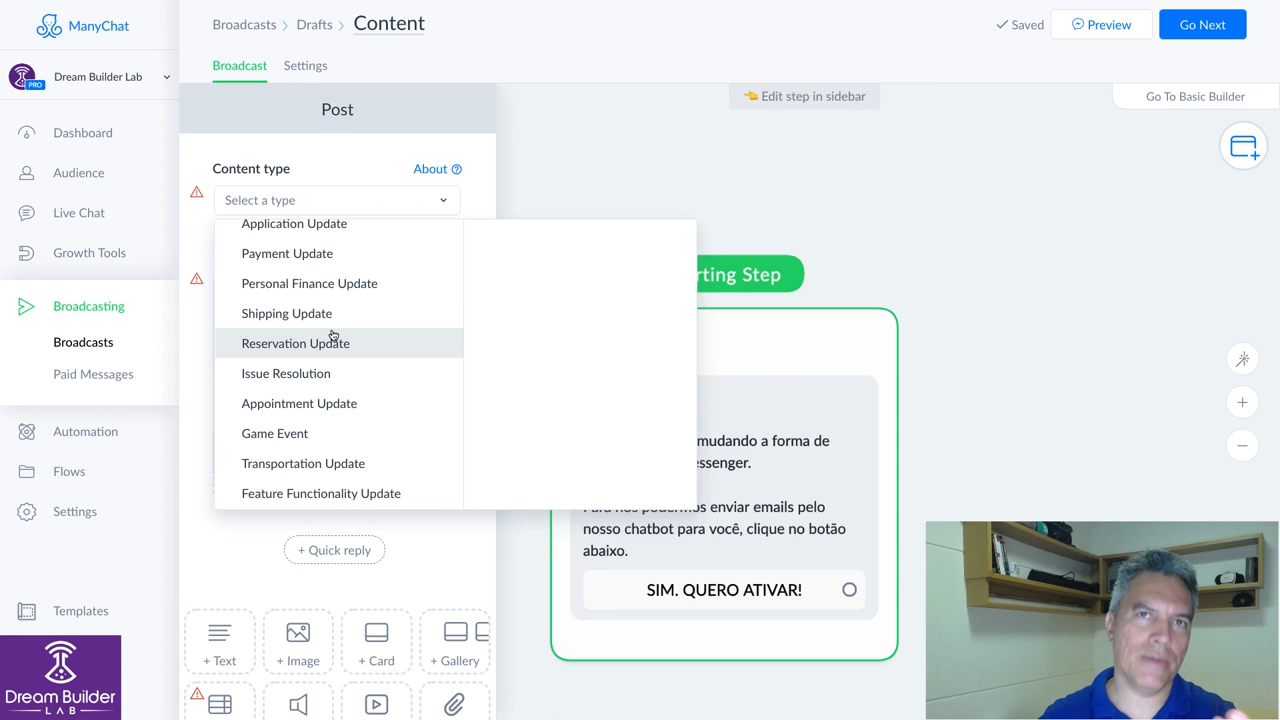 ManyChat
Broadcasts
Drafts
Content
Saved
Preview
Go Next
PRO
Dream Builder Lab
Broadcast
Settings
Post
Edit step in sidebar
Go To Basic Builder
Dashboard
Audience
Live Chat
Growth Tools
Broadcasting
Broadcasts
Paid Messages
Automation
Flows
Settings
Templates
Dream Builder
LAB
Content type
About
Select a type
Application Update
Payment Update
Personal Finance Update
Shipping Update
Reservation Update
Issue Resolution
Appointment Update
Game Event
Transportation Update
Feature Functionality Update
+ Quick reply
+ Text
+ Image
+ Card
+ Gallery
Step
mudando a forma de
enviar emails pelo
nosso chatbot para você, clique no botão
abaixo.
SIM. QUERO ATIVAR!